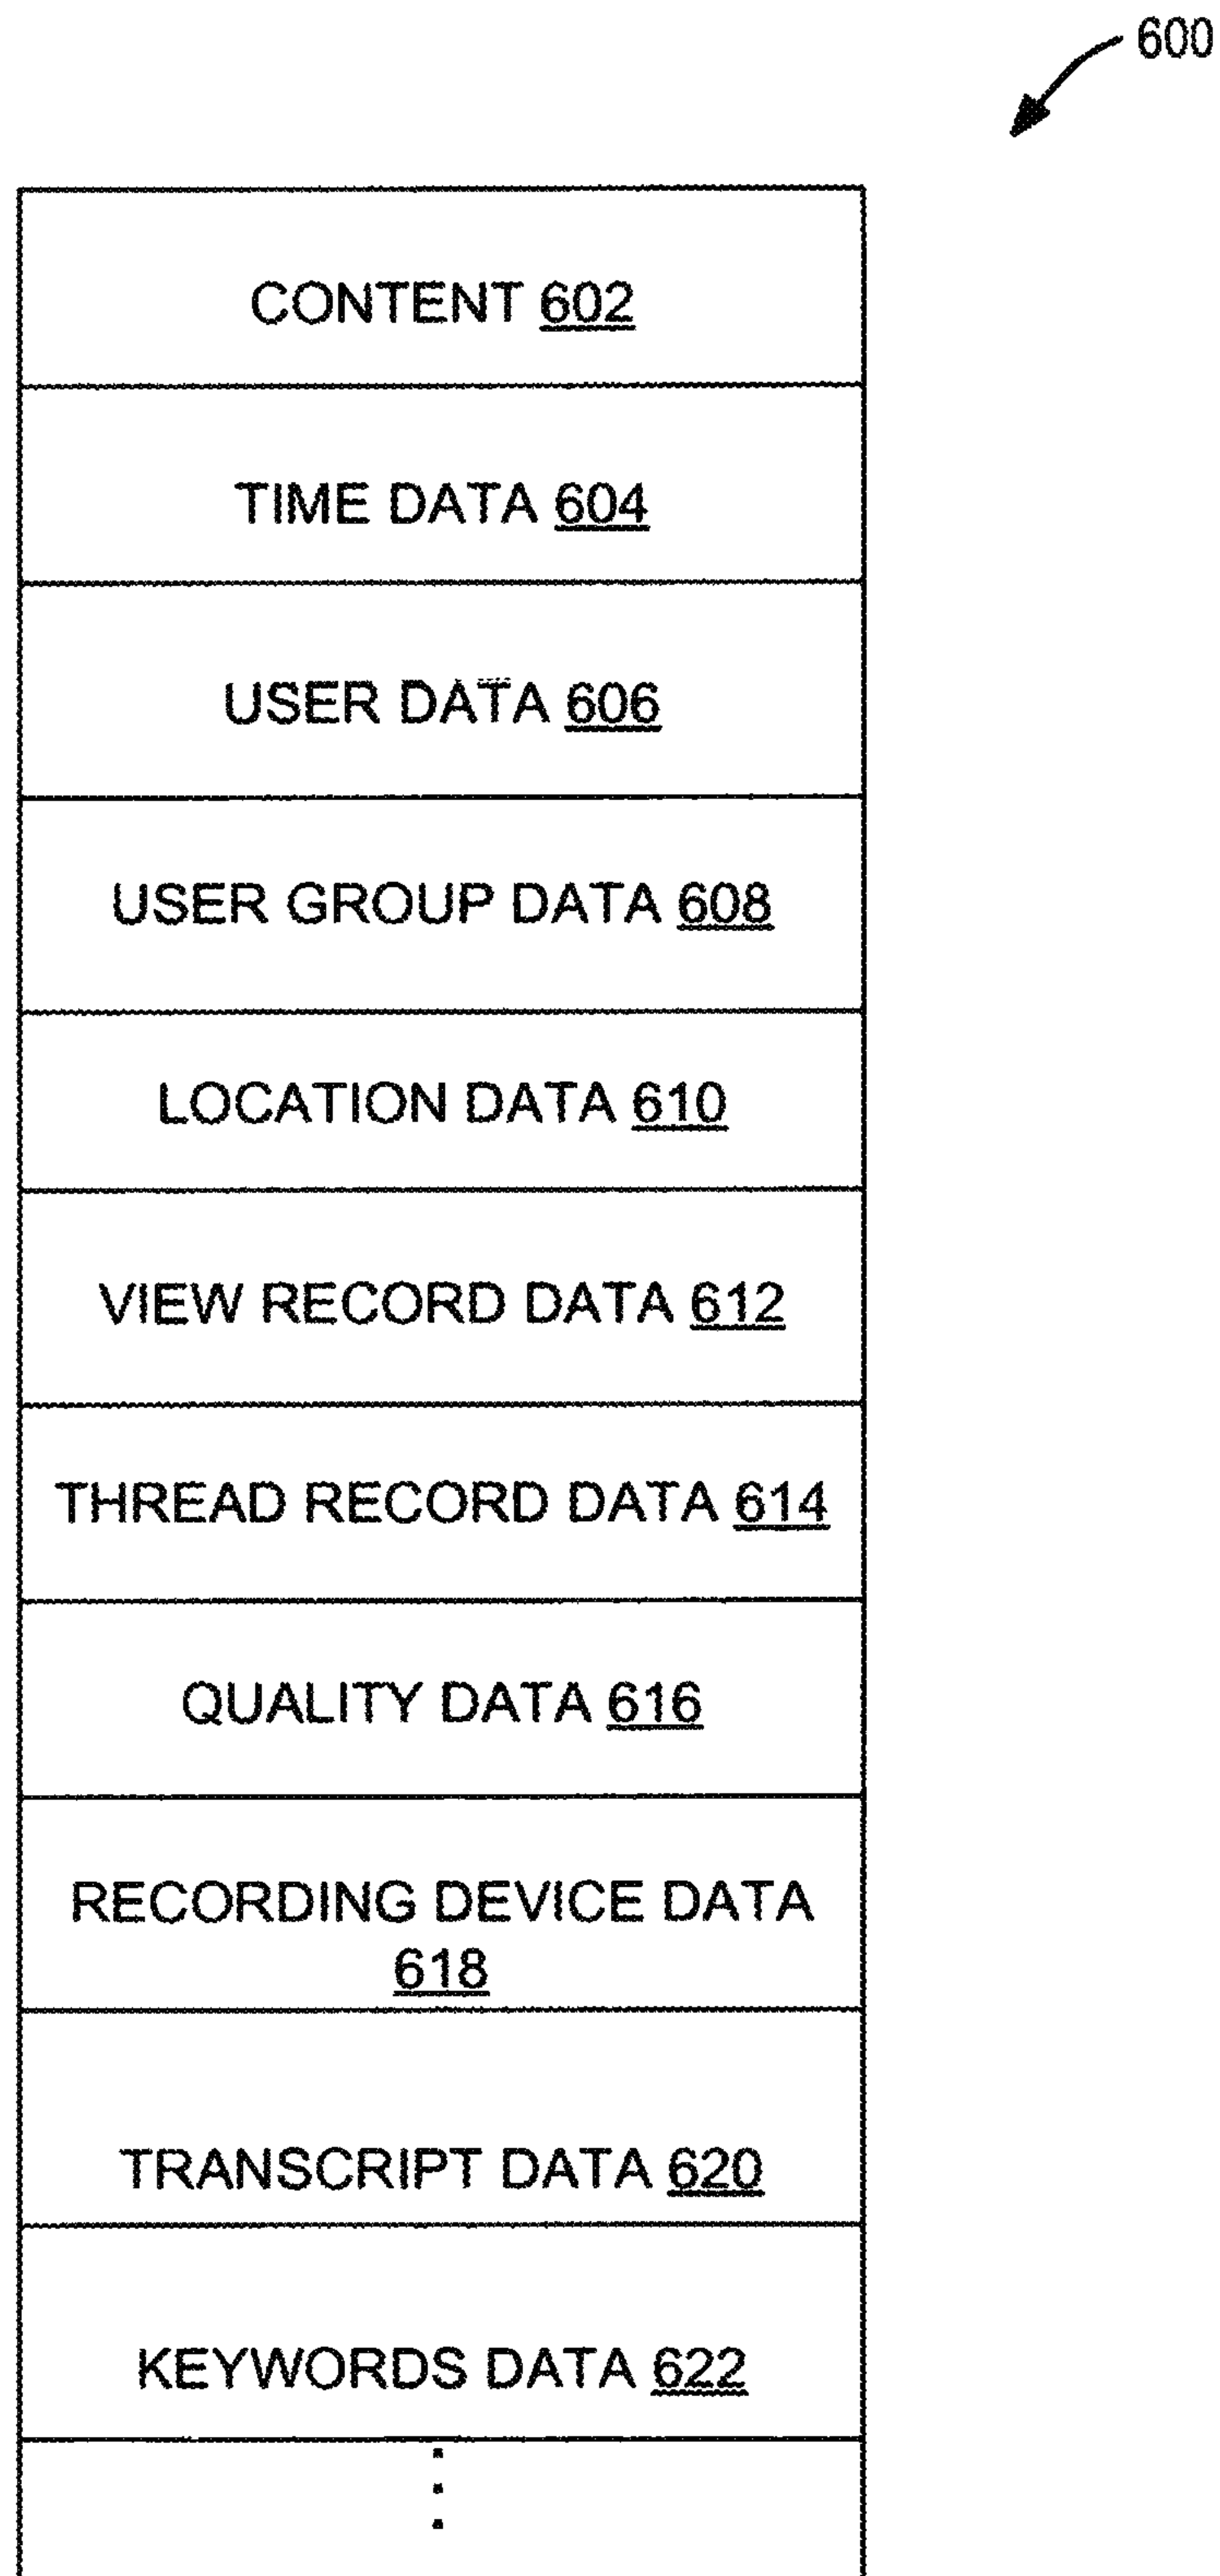 600
CONTENT 602
TIME DATA 604
USER DATA 606
USER GROUP DATA 608
LOCATION DATA 610
VIEW RECORD DATA 612
THREAD RECORD DATA 614
QUALITY DATA 616
RECORDING DEVICE DATA
618
TRANSCRIPT DATA 620
KEYWORDS DATA 622